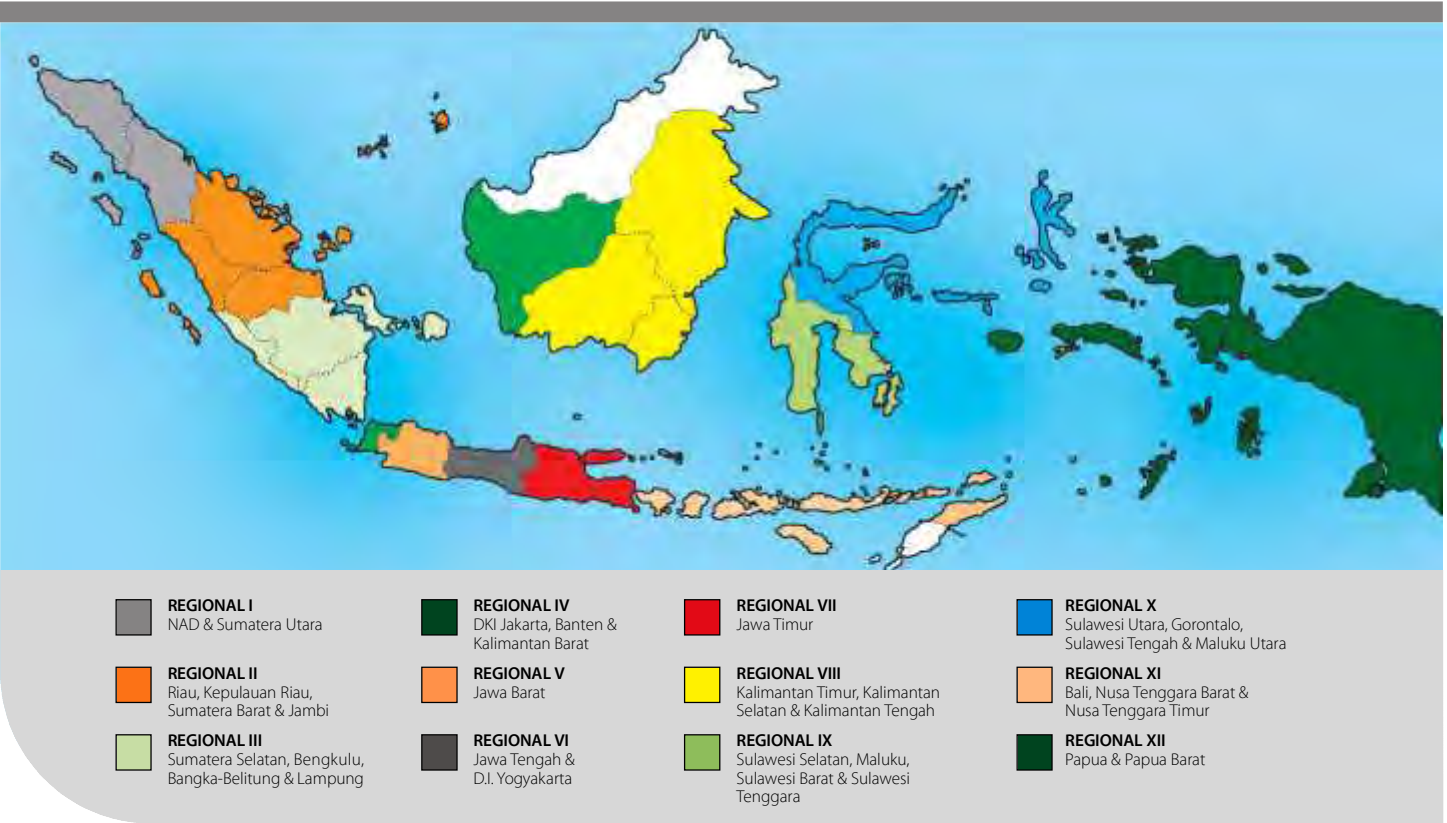 REGIONAL I
NAD & Sumatera Utara
REGIONAL II
Riau, Kepulauan Riau,
Sumatera Barat & Jambi
REGIONAL III
Sumatera Selatan, Bengkulu,
Bangka-Belitung & Lampung
REGIONAL IV
DKI Jakarta, Banten &
Kalimantan Barat
REGIONAL V
Jawa Barat
REGIONAL VI
Jawa Tengah &
D.I. Yogyakarta
REGIONAL VII
Jawa Timur
REGIONAL VIII
Kalimantan Timur, Kalimantan
Selatan & Kalimantan Tengah
REGIONAL IX
Sulawesi Selatan, Maluku,
Sulawesi Barat & Sulawesi
Tenggara
REGIONAL X
Sulawesi Utara, Gorontalo,
Sulawesi Tengah & Maluku Utara
REGIONAL XI
Bali, Nusa Tenggara Barat &
Nusa Tenggara Timur
REGIONAL XII
Papua & Papua Barat